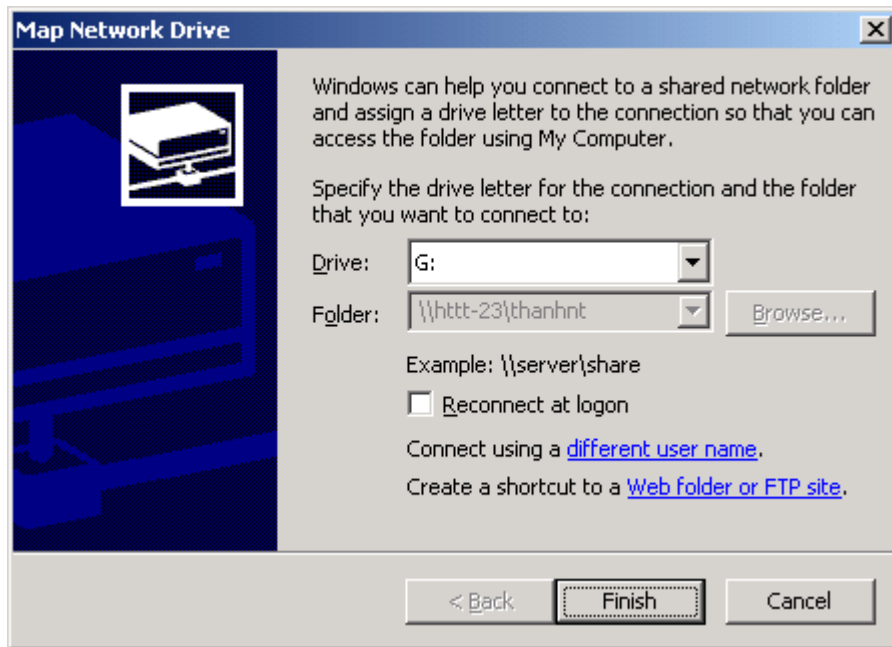 Map Network Drive
Windows can help you connect to a shared network folder
and assign a drive letter to the connection so that you can
access the folder using My Computer.
Specify the drive letter for the connection and the folder
that you want to connect to:
Drive: G:
Folder: \\httt-23\thanhnt Browse...
Example: \\server\share
Reconnect at logon
Connect using a different user name.
Create a shortcut to a Web folder or FTP site.
< Back Finish Cancel